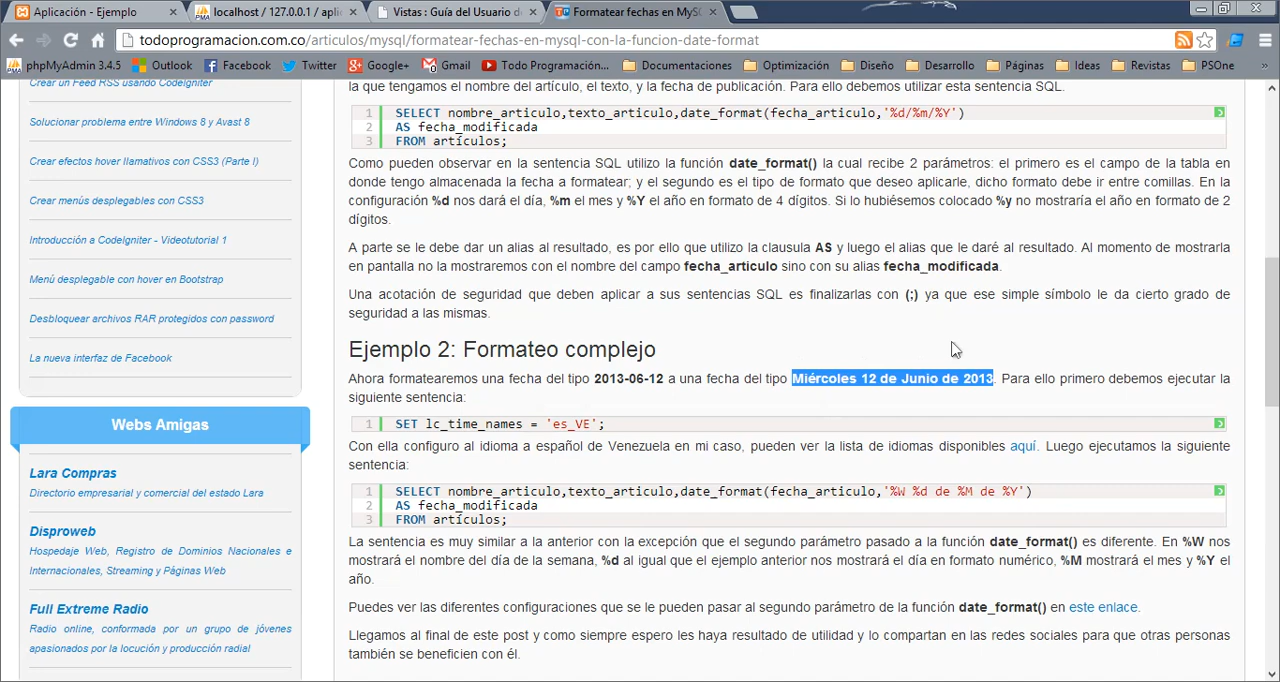 Aplicación - Ejemplo
localhost / 127.0.0.1 / apli
Vistas : Guía del Usuario de
Formatear fechas en MySQ
todoprogramacion.com.co/articulos/mysql/formatear-fechas-en-mysql-con-la-funcion-date-format
phpMyAdmin 3.4.5 Outlook Facebook Twitter Google+ Gmail Todo Programación... Documentaciones Optimización Diseño Desarrollo Páginas Ideas Revistas PSOne »
Crear un Feed RSS usando CodeIgniter
Solucionar problema entre Windows 8 y Avast 8
Crear efectos hover llamativos con CSS3 (Parte I)
Crear menús desplegables con CSS3
Introducción a CodeIgniter - Videotutorial 1
Menú desplegable con hover en Bootstrap
Desbloquear archivos RAR protegidos con password
La nueva interfaz de Facebook
Webs Amigas
Lara Compras
Directorio empresarial y comercial del estado Lara
Disproweb
Hospedaje Web, Registro de Dominios Nacionales e
Internacionales, Streaming y Páginas Web
Full Extreme Radio
Radio online, conformada por un grupo de jóvenes
apasionados por la locución y producción radial
la que tengamos el nombre del artículo, el texto, y la fecha de publicación. Para ello debemos utilizar esta sentencia SQL.
1 SELECT nombre_articulo,texto_articulo,date_format(fecha_articulo,'%d/%m/%Y')
2 AS fecha_modificada
3 FROM artículos;
Como pueden observar en la sentencia SQL utilizo la función date_format() la cual recibe 2 parámetros: el primero es el campo de la tabla en
donde tengo almacenada la fecha a formatear; y el segundo es el tipo de formato que deseo aplicarle, dicho formato debe ir entre comillas. En la
configuración %d nos dará el día, %m el mes y %Y el año en formato de 4 dígitos. Si lo hubiésemos colocado %y no mostraría el año en formato de 2
dígitos.
A parte se le debe dar un alias al resultado, es por ello que utilizo la clausula AS y luego el alias que le daré al resultado. Al momento de mostrarla
en pantalla no la mostraremos con el nombre del campo fecha_articulo sino con su alias fecha_modificada.
Una acotación de seguridad que deben aplicar a sus sentencias SQL es finalizarlas con (;) ya que ese simple símbolo le da cierto grado de
seguridad a las mismas.
Ejemplo 2: Formateo complejo
Ahora formatearemos una fecha del tipo 2013-06-12 a una fecha del tipo Miércoles 12 de Junio de 2013. Para ello primero debemos ejecutar la
siguiente sentencia:
1 SET lc_time_names = 'es_VE';
Con ella configuro al idioma a español de Venezuela en mi caso, pueden ver la lista de idiomas disponibles aquí. Luego ejecutamos la siguiente
sentencia:
1 SELECT nombre_articulo,texto_articulo,date_format(fecha_articulo,'%W %d de %M de %Y')
2 AS fecha_modificada
3 FROM artículos;
La sentencia es muy similar a la anterior con la excepción que el segundo parámetro pasado a la función date_format() es diferente. En %W nos
mostrará el nombre del día de la semana, %d al igual que el ejemplo anterior nos mostrará el día en formato numérico, %M mostrará el mes y %Y el
año.
Puedes ver las diferentes configuraciones que se le pueden pasar al segundo parámetro de la función date_format() en este enlace.
Llegamos al final de este post y como siempre espero les haya resultado de utilidad y lo compartan en las redes sociales para que otras personas
también se beneficien con él.